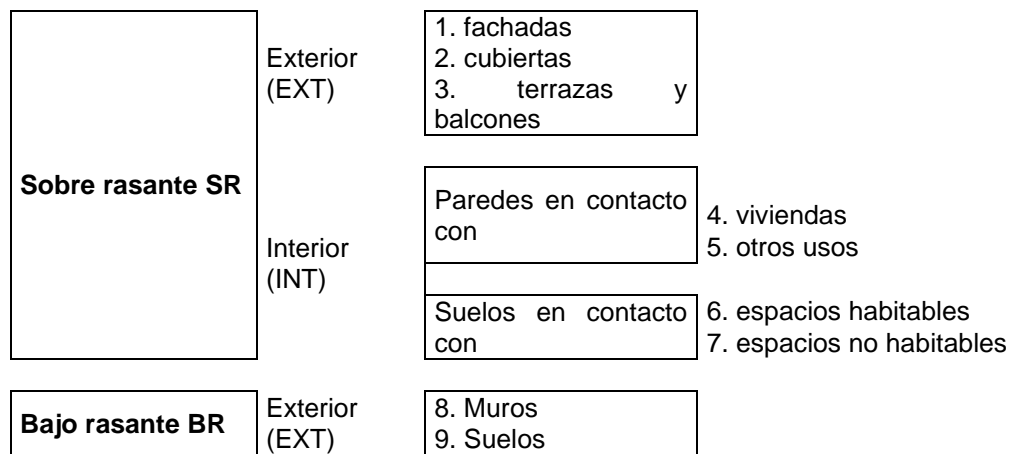 Sobre rasante SR
Exterior
(EXT)
1. fachadas
2. cubiertas
3. terrazas y
balcones
Interior
(INT)
Paredes en contacto
con
4. viviendas
5. otros usos
Suelos en contacto
con
6. espacios habitables
7. espacios no habitables
Bajo rasante BR
Exterior
(EXT)
8. Muros
9. Suelos